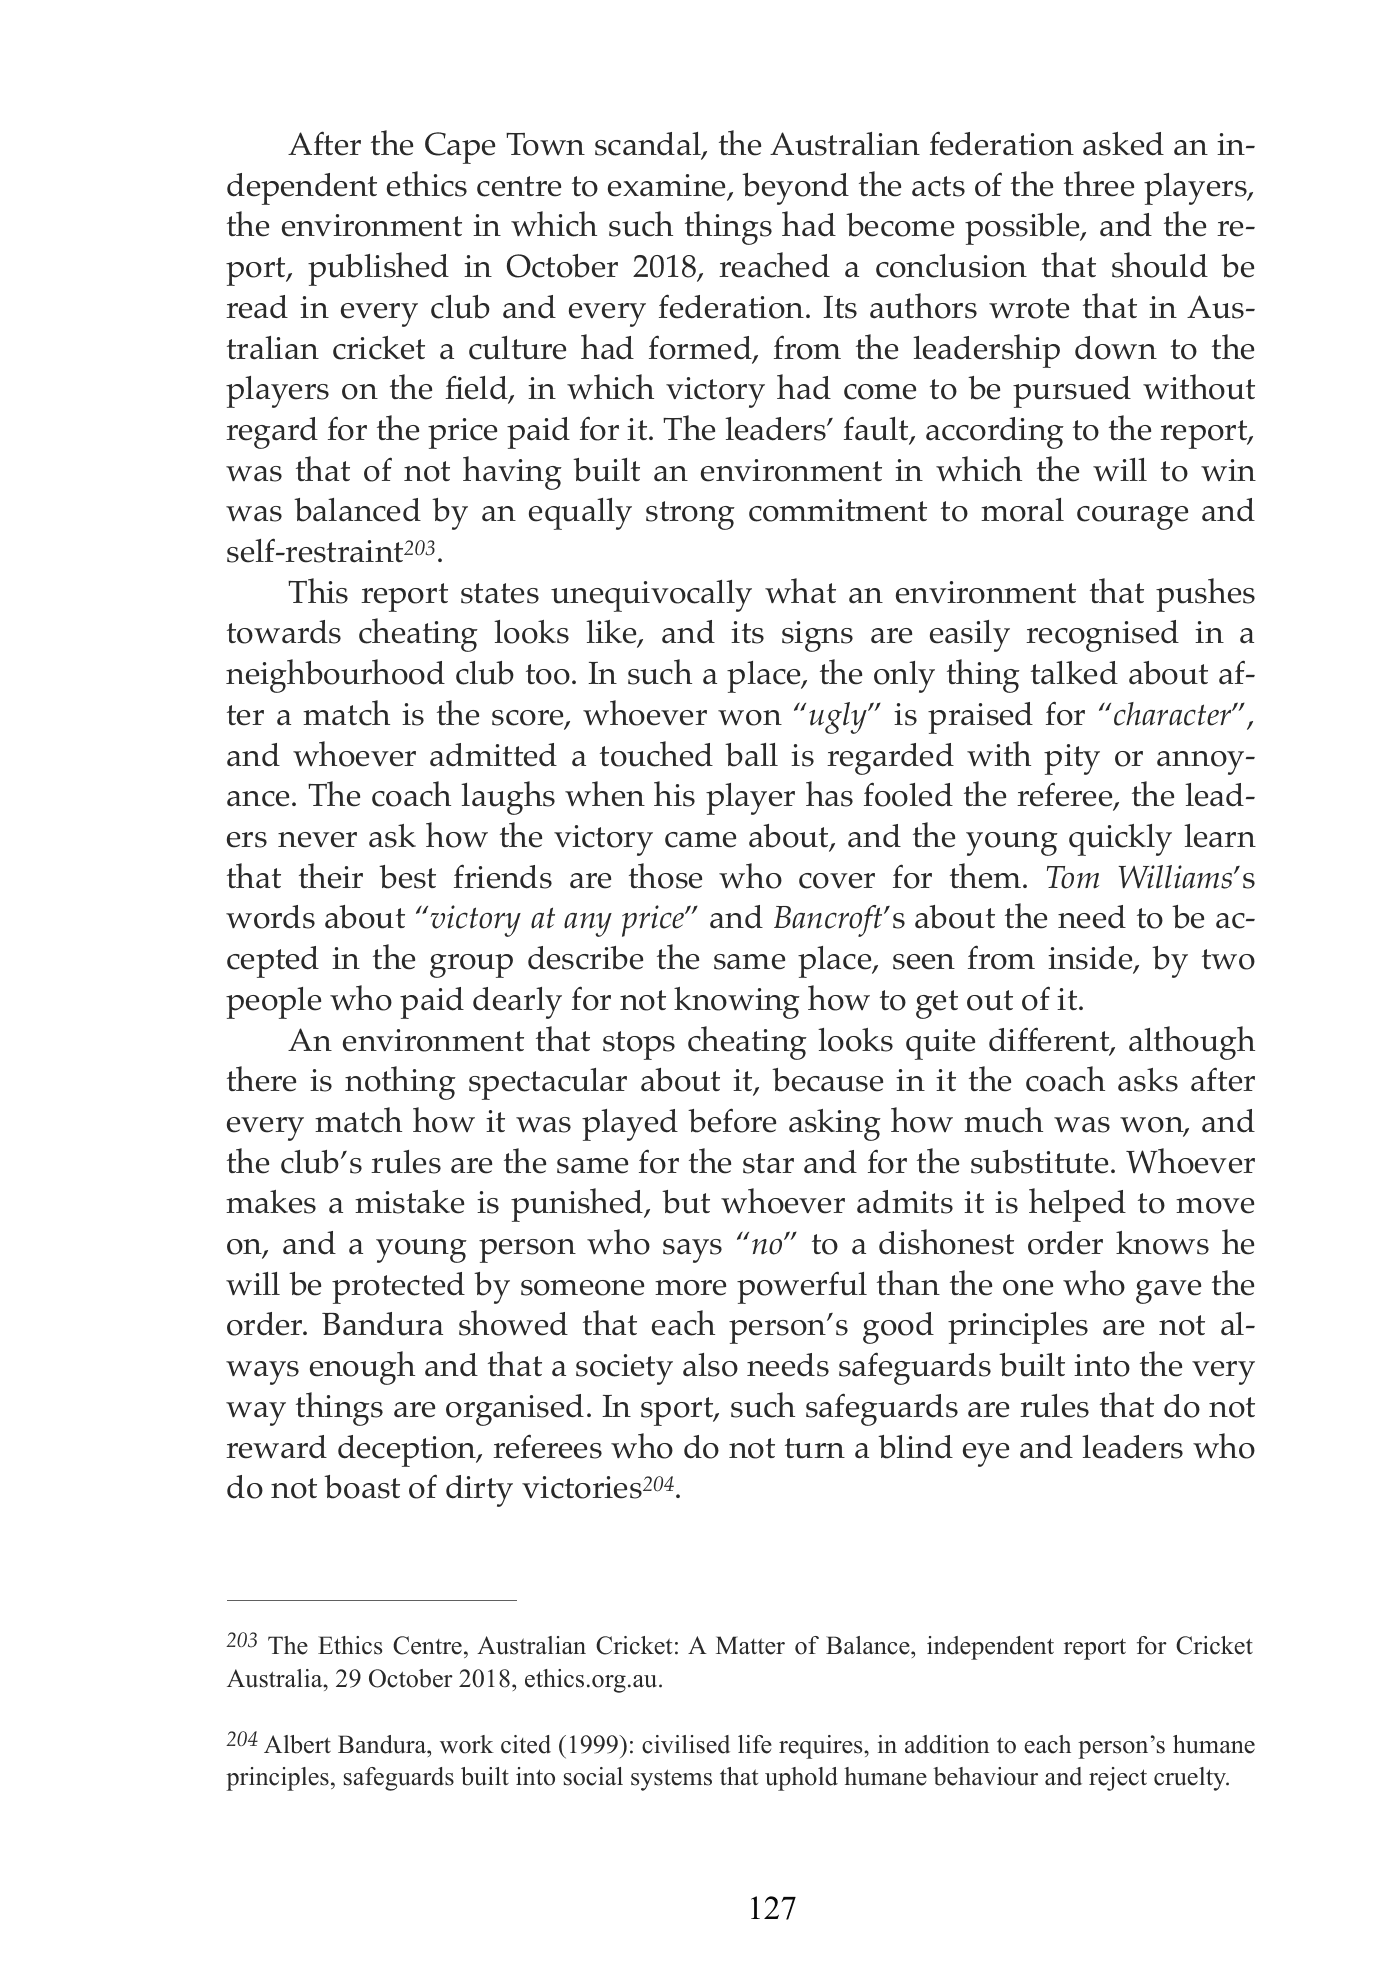 After the Cape Town scandal, the Australian federation asked an in-
dependent ethics centre to examine, beyond the acts of the three players,
the environment in which such things had become possible, and the re-
port, published in October 2018, reached a conclusion that should be
read in every club and every federation. Its authors wrote that in Aus-
tralian cricket a culture had formed, from the leadership down to the
players on the field, in which victory had come to be pursued without
regard for the price paid for it. The leaders’ fault, according to the report,
was that of not having built an environment in which the will to win
was balanced by an equally strong commitment to moral courage and
self-restraint203.
This report states unequivocally what an environment that pushes
towards cheating looks like, and its signs are easily recognised in a
neighbourhood club too. In such a place, the only thing talked about af-
ter a match is the score, whoever won “ugly” is praised for “character”,
and whoever admitted a touched ball is regarded with pity or annoy-
ance. The coach laughs when his player has fooled the referee, the lead-
ers never ask how the victory came about, and the young quickly learn
that their best friends are those who cover for them. Tom Williams’s
words about “victory at any price” and Bancroft’s about the need to be ac-
cepted in the group describe the same place, seen from inside, by two
people who paid dearly for not knowing how to get out of it.
An environment that stops cheating looks quite different, although
there is nothing spectacular about it, because in it the coach asks after
every match how it was played before asking how much was won, and
the club’s rules are the same for the star and for the substitute. Whoever
makes a mistake is punished, but whoever admits it is helped to move
on, and a young person who says “no” to a dishonest order knows he
will be protected by someone more powerful than the one who gave the
order. Bandura showed that each person’s good principles are not al-
ways enough and that a society also needs safeguards built into the very
way things are organised. In sport, such safeguards are rules that do not
reward deception, referees who do not turn a blind eye and leaders who
do not boast of dirty victories204.
203 The Ethics Centre, Australian Cricket: A Matter of Balance, independent report for Cricket
Australia, 29 October 2018, ethics.org.au.
204 Albert Bandura, work cited (1999): civilised life requires, in addition to each person’s humane
principles, safeguards built into social systems that uphold humane behaviour and reject cruelty.
127